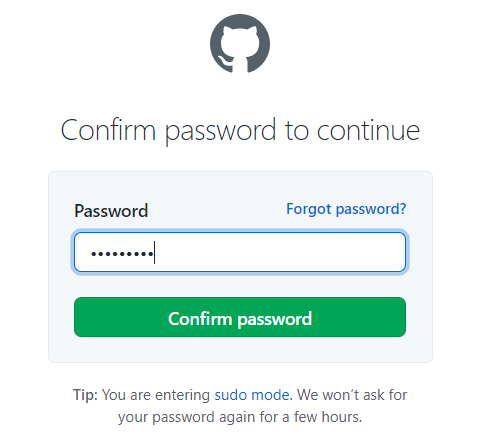 Confirm password to continue
Password Forgot password?
•••••••••
Confirm password
Tip: You are entering sudo mode. We won’t ask for
your password again for a few hours.